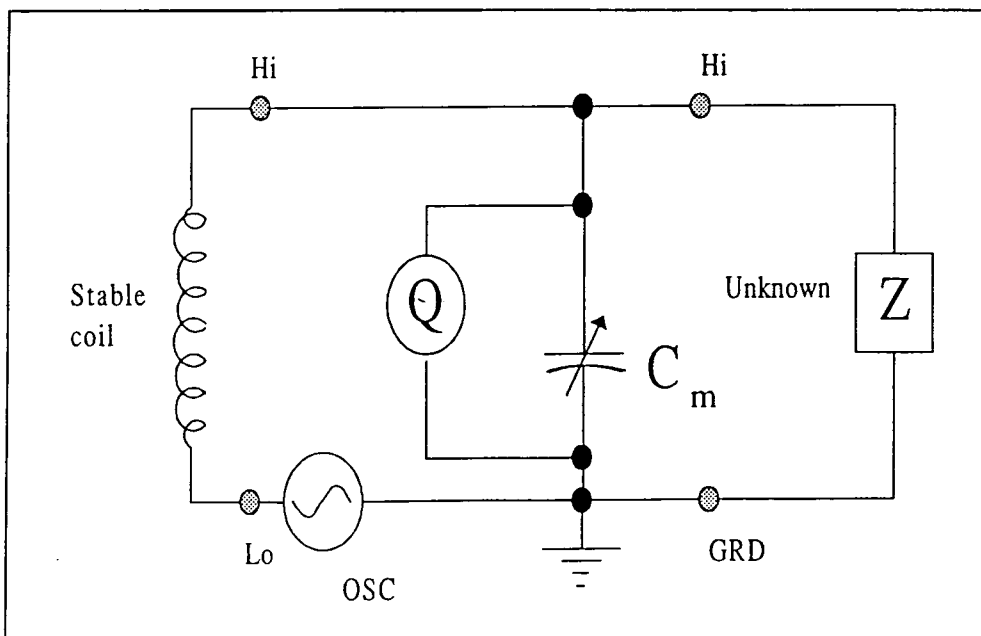 Hi
Hi
Stable
coil
Q
C m
Unknown
Z
Lo
OSC
GRD